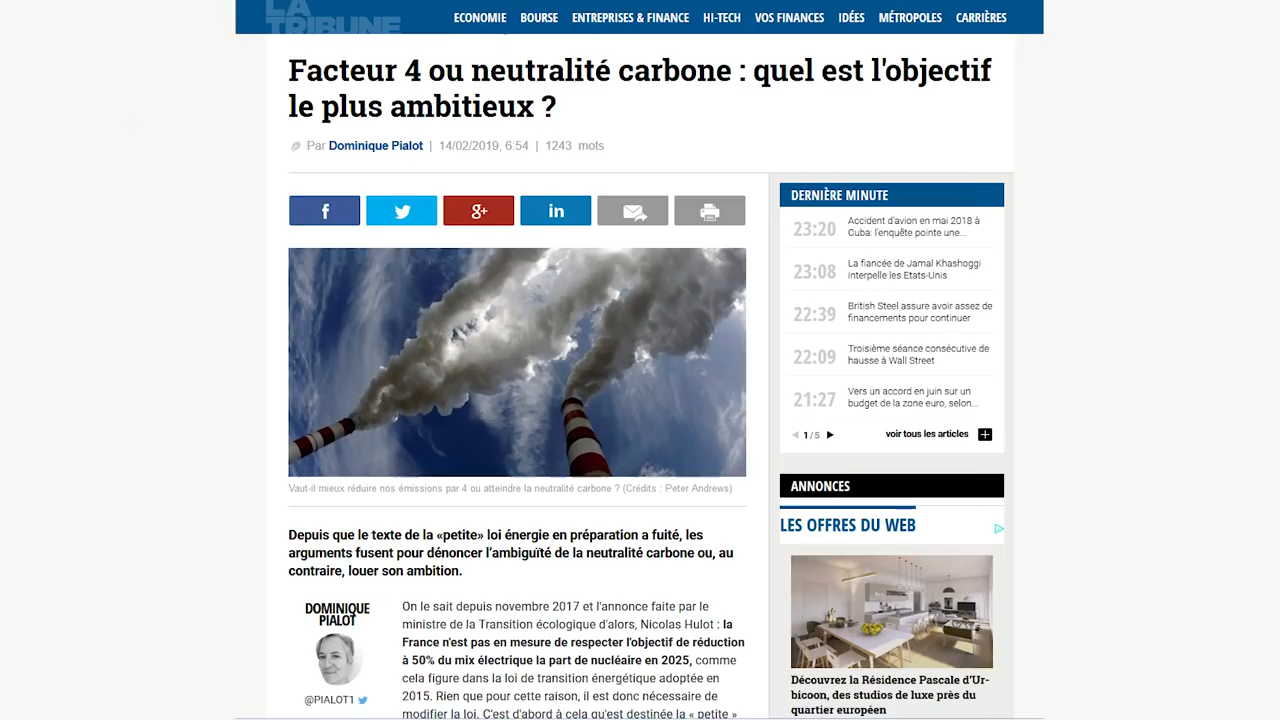 LA TRIBUNE
ECONOMIE BOURSE ENTREPRISES & FINANCE HI-TECH VOS FINANCES IDÉES MÉTROPOLES CARRIÈRES
Facteur 4 ou neutralité carbone : quel est l'objectif
le plus ambitieux ?
Par Dominique Pialot | 14/02/2019, 6:54 | 1243 mots
f
g+
in
Vaut-il mieux réduire nos émissions par 4 ou atteindre la neutralité carbone ? (Crédits : Peter Andrews)
Depuis que le texte de la «petite» loi énergie en préparation a fuité, les
arguments fusent pour dénoncer l'ambiguïté de la neutralité carbone ou, au
contraire, louer son ambition.
DOMINIQUE
PIALOT
@PIALOT1
On le sait depuis novembre 2017 et l'annonce faite par le
ministre de la Transition écologique d'alors, Nicolas Hulot : la
France n'est pas en mesure de respecter l'objectif de réduction
à 50% du mix électrique la part de nucléaire en 2025, comme
cela figure dans la loi de transition énergétique adoptée en
2015. Rien que pour cette raison, il est donc nécessaire de
modifier la loi. C'est d'abord à cela qu'est destinée la « petite »
DERNIÈRE MINUTE
23:20 Accident d'avion en mai 2018 à
Cuba: l'enquête pointe une...
23:08 La fiancée de Jamal Khashoggi
interpelle les Etats-Unis
22:39 British Steel assure avoir assez de
financements pour continuer
22:09 Troisième séance consécutive de
hausse à Wall Street
21:27 Vers un accord en juin sur un
budget de la zone euro, selon...
1/5 voir tous les articles
ANNONCES
LES OFFRES DU WEB
Découvrez la Résidence Pascale d'Ur-
bicoon, des studios de luxe près du
quartier européen